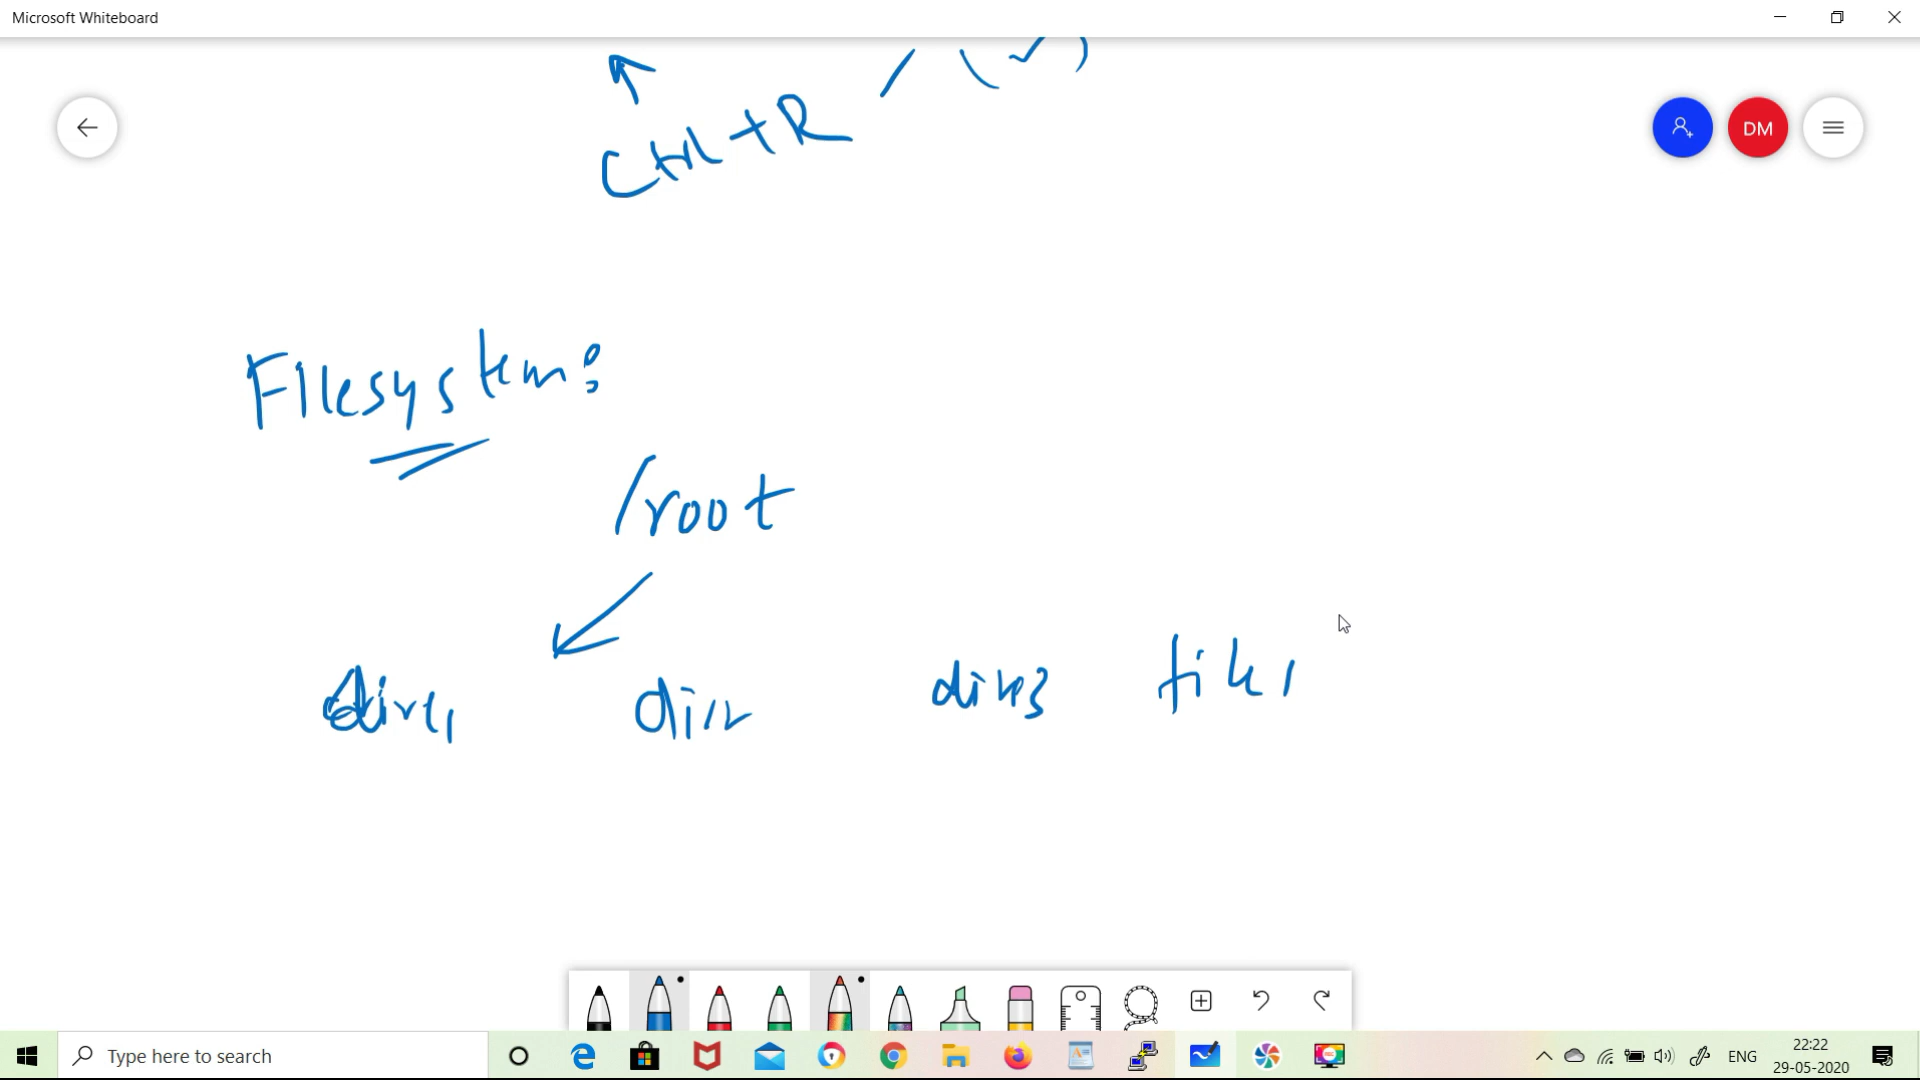 Microsoft Whiteboard
Ctrl+R
DM
Filesystem:
/root
dir1 dir2 dir3 file1
Type here to search
ENG
22:22
29-05-2020